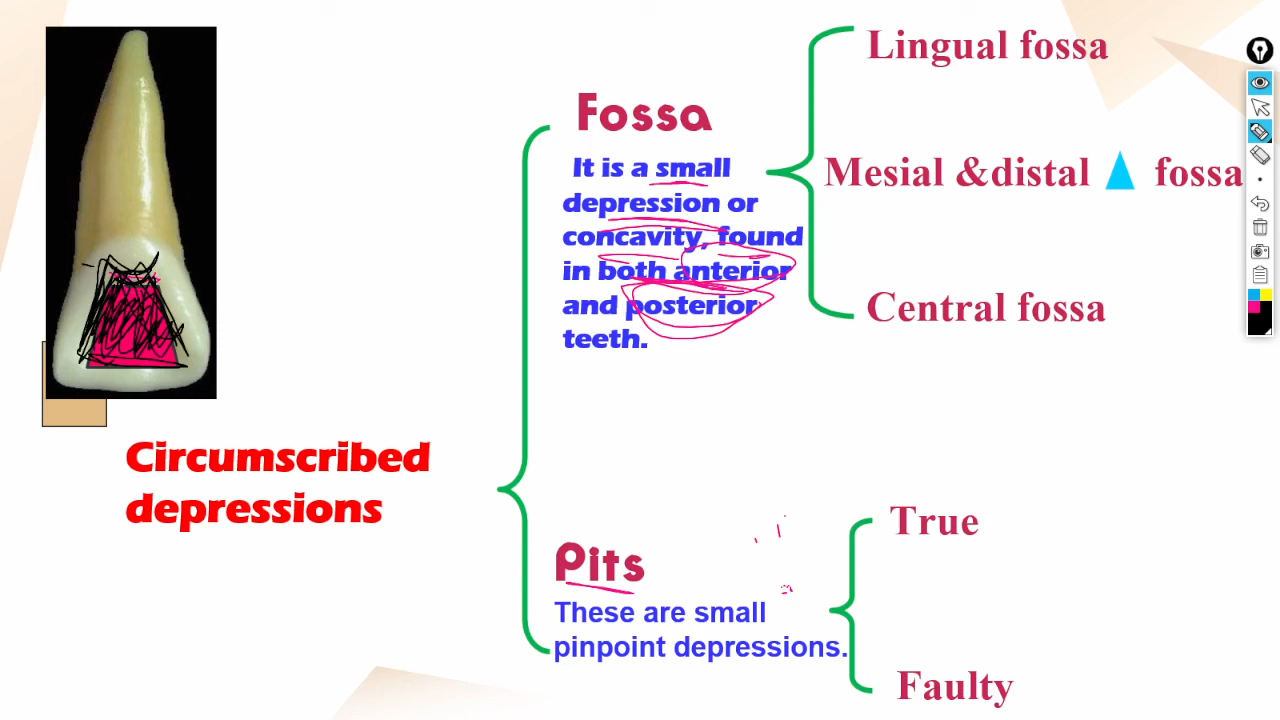 Lingual fossa
Fossa
It is a small
depression or
concavity, found
in both anterior
and posterior
teeth.
Mesial &distal fossa
Central fossa
Circumscribed
depressions
Pits
These are small
pinpoint depressions.
True
Faulty